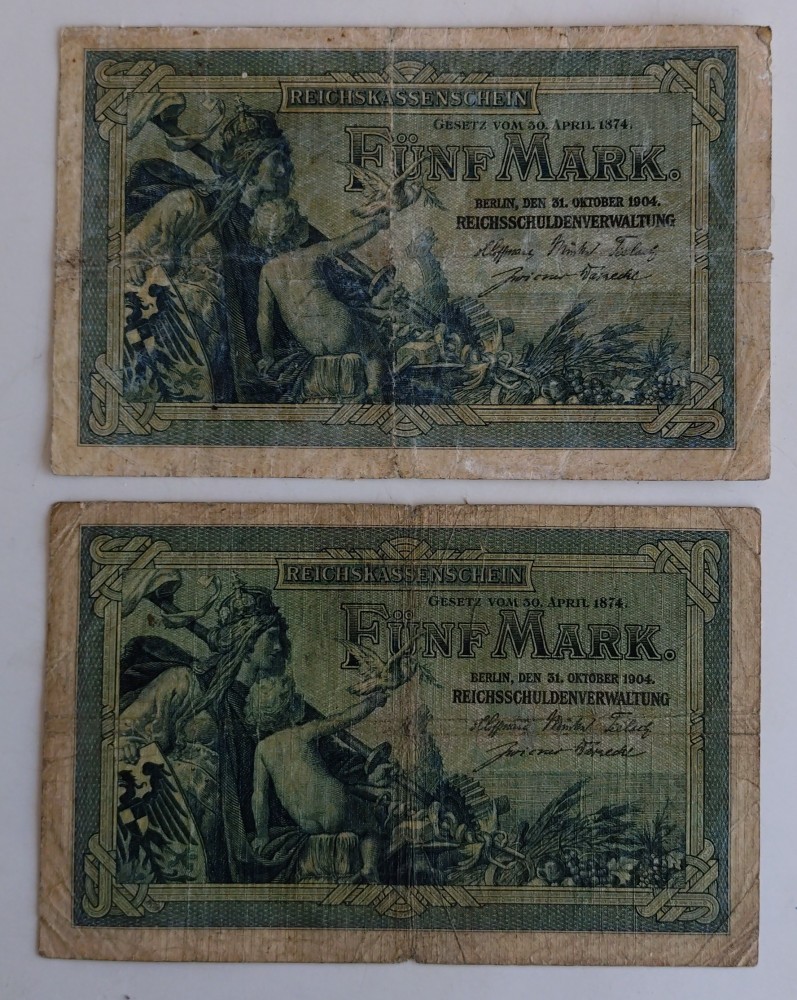 REICHSKASSENSCHEIN
GESETZ VOM 30. APRIL 1874.
FÜNF MARK.
BERLIN, DEN 31. OKTOBER 1904.
REICHSSCHULDENVERWALTUNG
REICHSKASSENSCHEIN
GESETZ VOM 30. APRIL 1874.
FÜNF MARK.
BERLIN, DEN 31. OKTOBER 1904.
REICHSSCHULDENVERWALTUNG